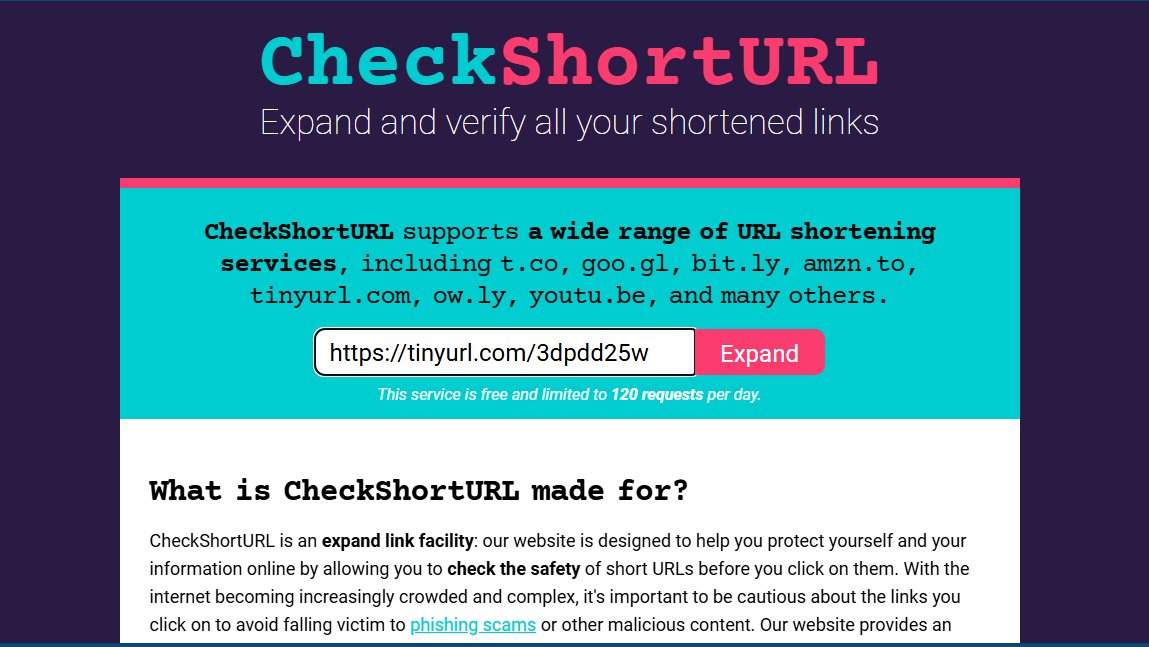 CheckShortURL
Expand and verify all your shortened links
CheckShortURL supports a wide range of URL shortening
services, including t.co, goo.gl, bit.ly, amzn.to,
tinyurl.com, ow.ly, youtu.be, and many others.
https://tinyurl.com/3dpdd25w Expand
This service is free and limited to 120 requests per day.
What is CheckShortURL made for?
CheckShortURL is an expand link facility: our website is designed to help you protect yourself and your
information online by allowing you to check the safety of short URLs before you click on them. With the
internet becoming increasingly crowded and complex, it's important to be cautious about the links you
click on to avoid falling victim to phishing scams or other malicious content. Our website provides an